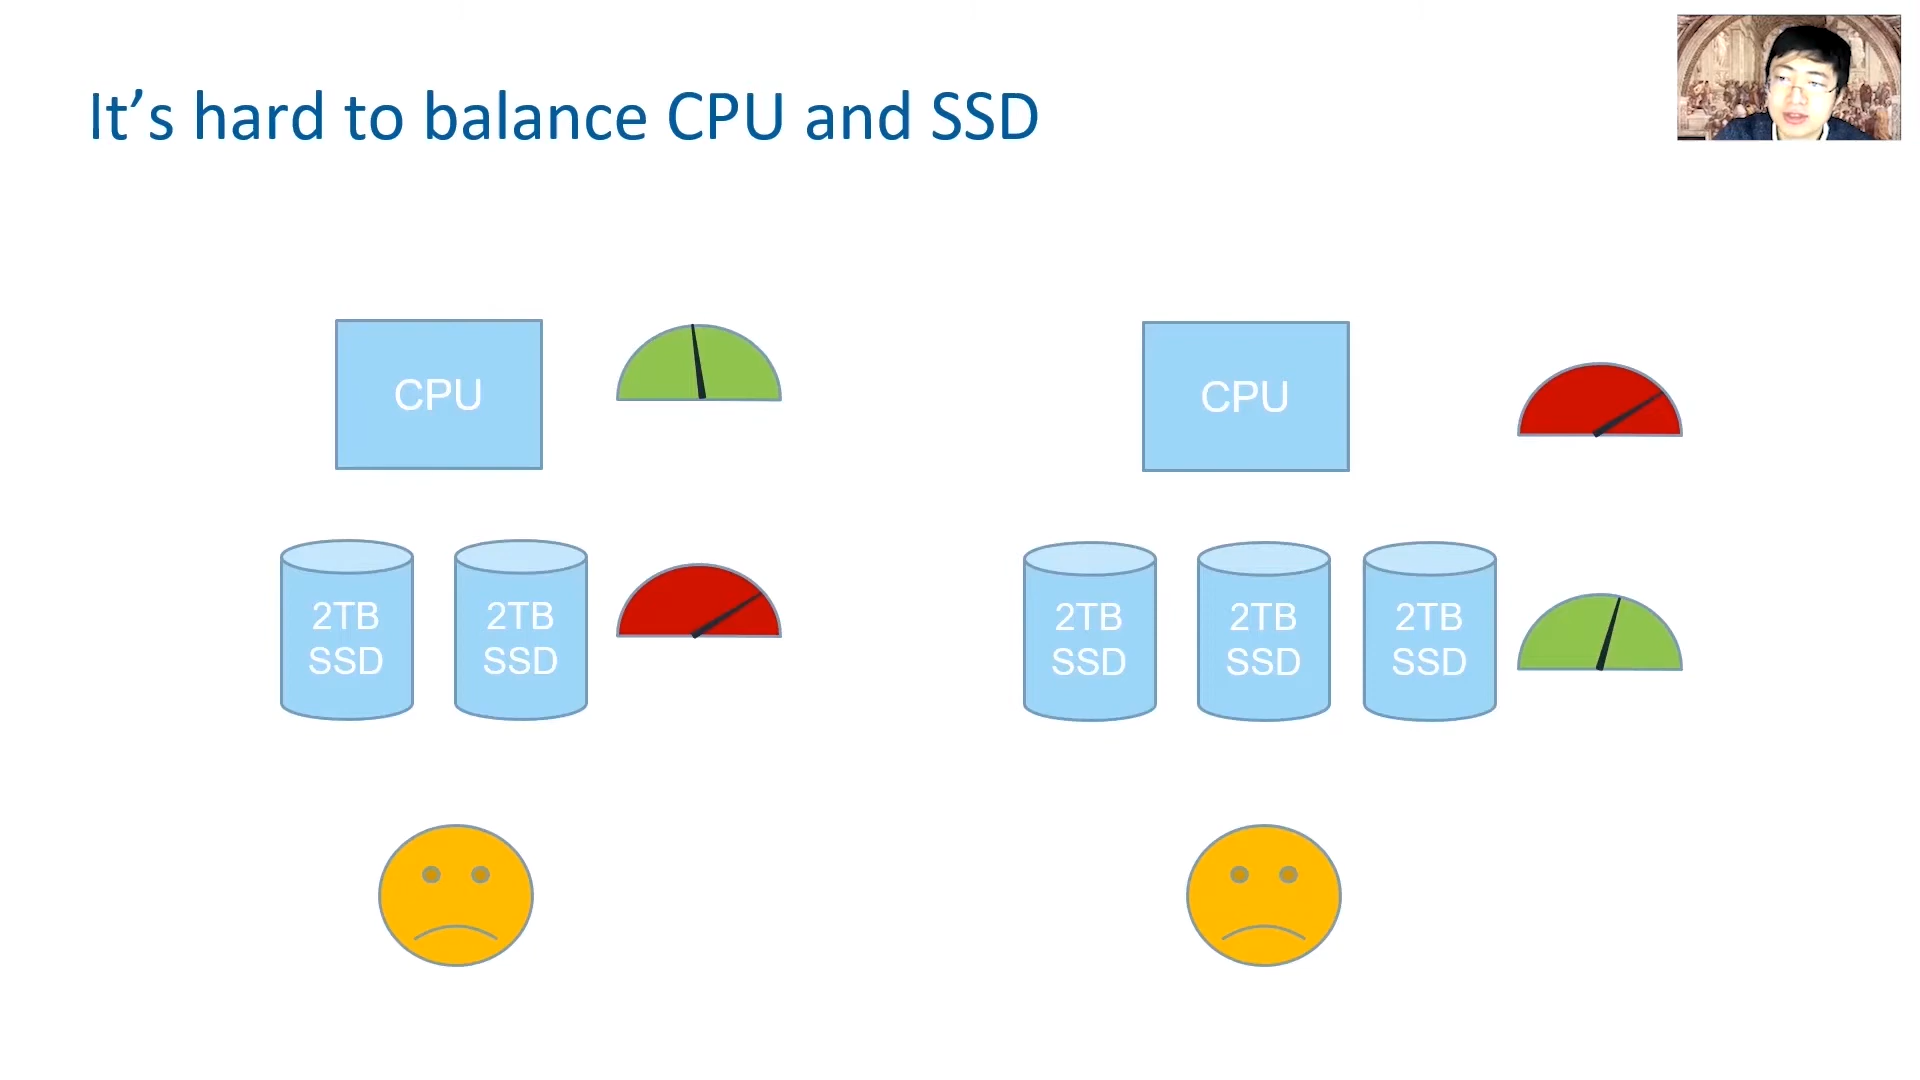 It’s hard to balance CPU and SSD
CPU
CPU
2TB
SSD
2TB
SSD
2TB
SSD
2TB
SSD
2TB
SSD